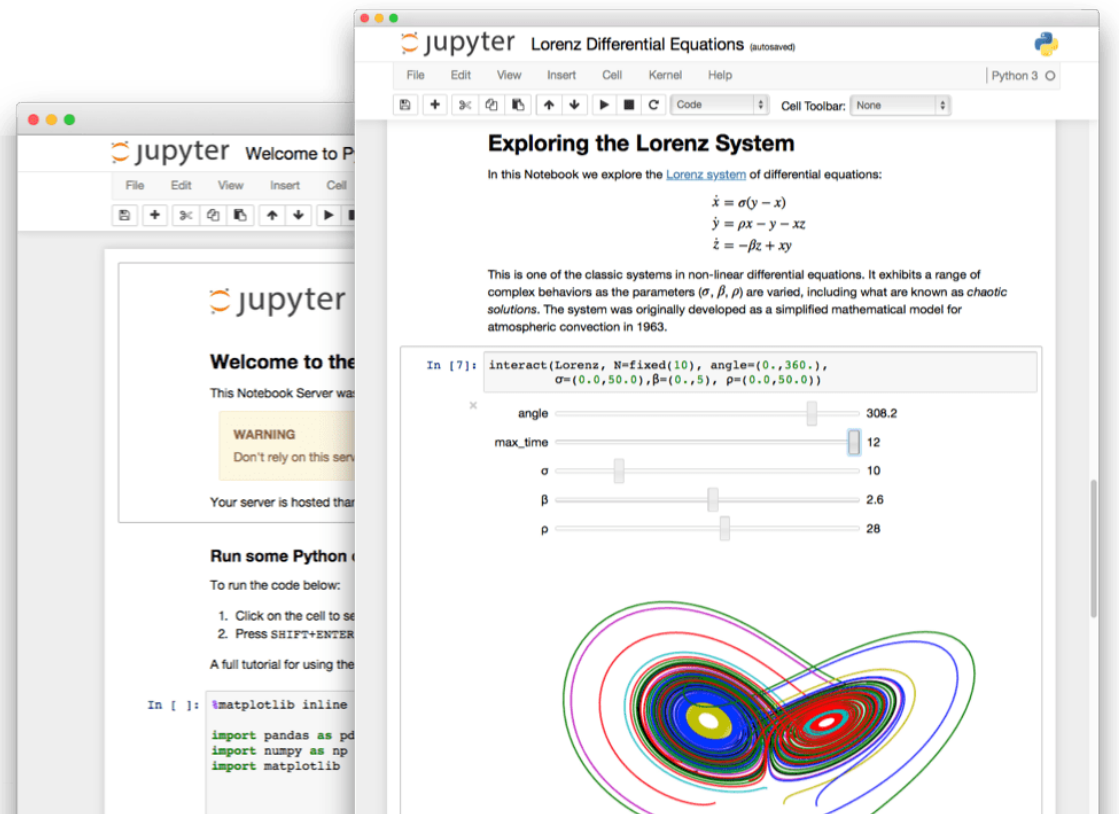 jupyter Lorenz Differential Equations (autosaved)
File Edit View Insert Cell Kernel Help
Python 3
Code
Cell Toolbar: None
Exploring the Lorenz System
In this Notebook we explore the Lorenz system of differential equations:
ẋ = σ(y − x)
ẏ = ρx − y − xz
ż = −βz + xy
This is one of the classic systems in non-linear differential equations. It exhibits a range of
complex behaviors as the parameters (σ, β, ρ) are varied, including what are known as chaotic
solutions. The system was originally developed as a simplified mathematical model for
atmospheric convection in 1963.
In [7]: interact(Lorenz, N=fixed(10), angle=(0.,360.),
σ=(0.0,50.0),β=(0.,5), ρ=(0.0,50.0))
angle 308.2
max_time 12
σ 10
β 2.6
ρ 28
jupyter Welcome to P
File Edit View Insert Cell
jupyter
Welcome to the
This Notebook Server was
WARNING
Don't rely on this serv
Your server is hosted than
Run some Python c
To run the code below:
1. Click on the cell to se
2. Press SHIFT+ENTER
A full tutorial for using the
In [ ]: %matplotlib inline
import pandas as pd
import numpy as np
import matplotlib